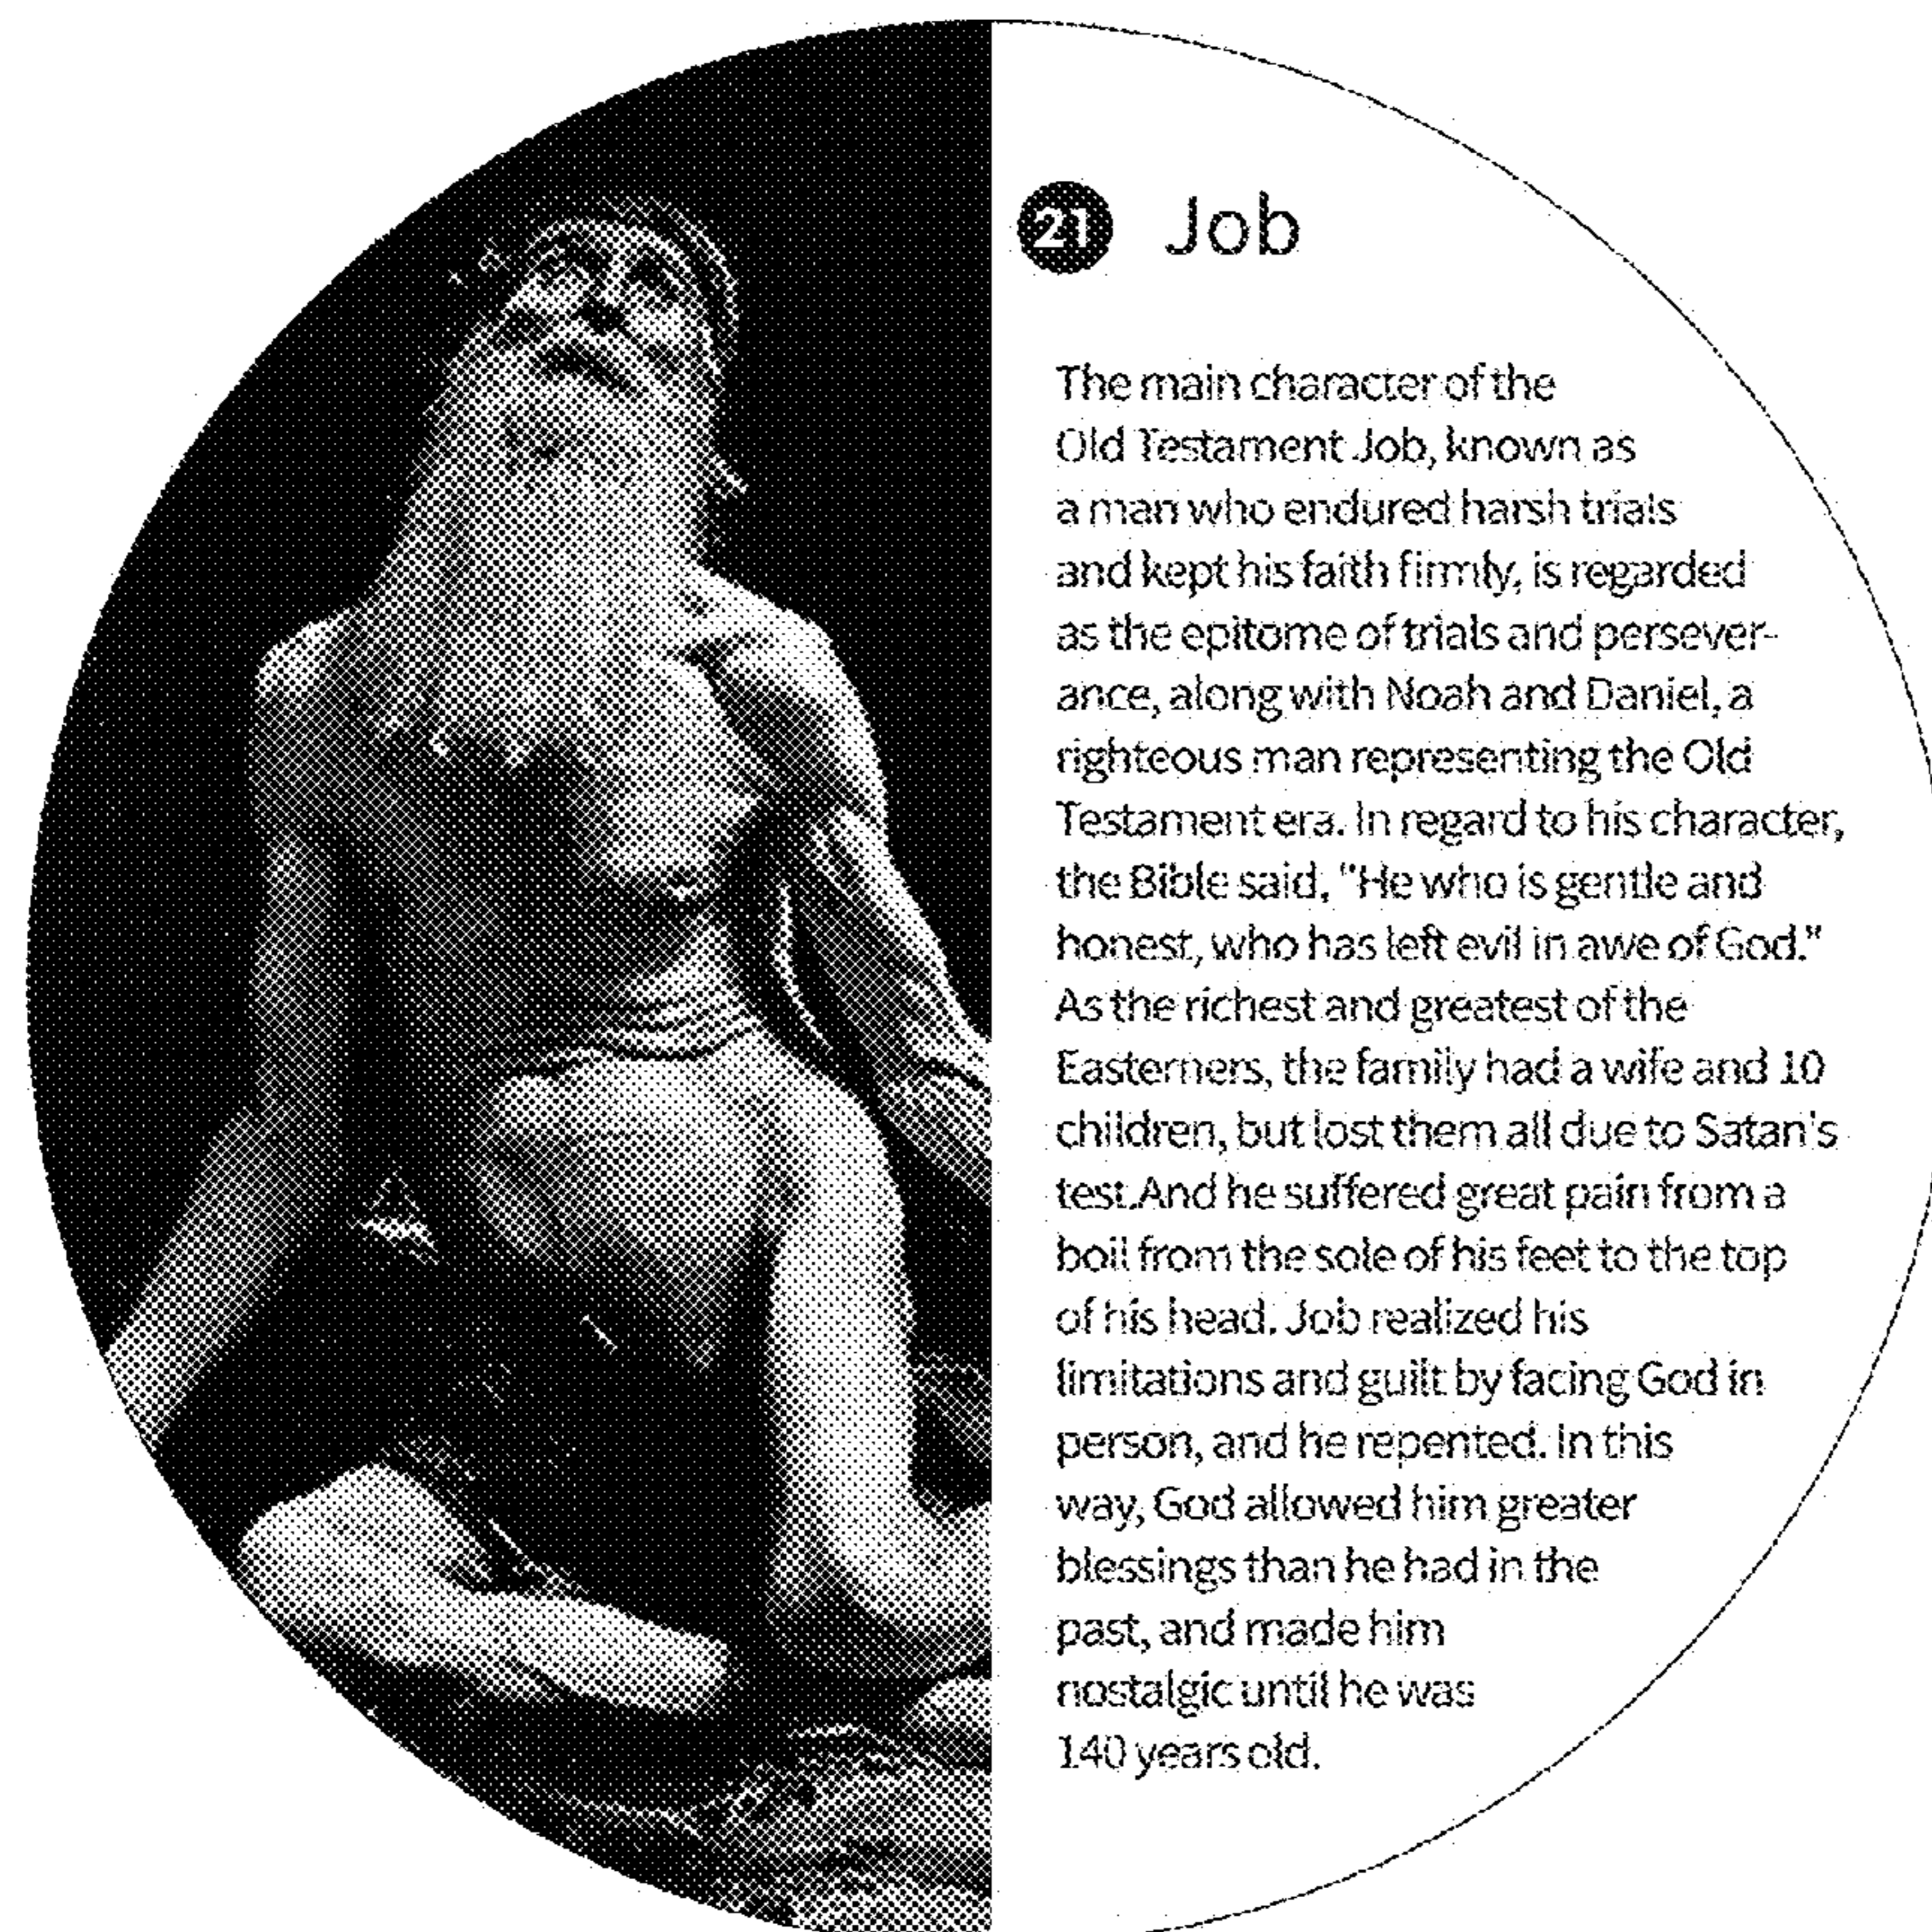 21 Job
The main character of the
Old Testament Job, known as
a man who endured harsh trials
and kept his faith firmly, is regarded
as the epitome of trials and persever-
ance, along with Noah and Daniel, a
righteous man representing the Old
Testament era. In regard to his character,
the Bible said, "He who is gentle and
honest, who has left evil in awe of God."
As the richest and greatest of the
Easterners, the family had a wife and 10
children, but lost them all due to Satan's
test.And he suffered great pain from a
boil from the sole of his feet to the top
of his head. Job realized his
limitations and guilt by facing God in
person, and he repented. In this
way, God allowed him greater
blessings than he had in the
past, and made him
nostalgic until he was
140 years old.